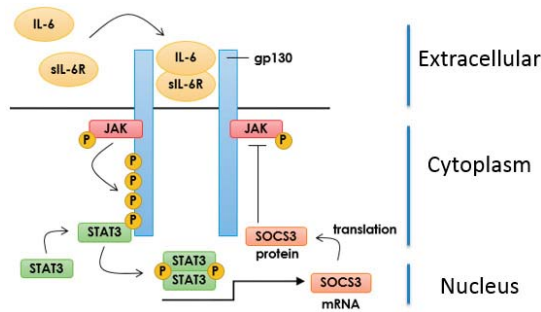 IL-6
sIL-6R
IL-6
sIL-6R
gp130
Extracellular
JAK
P
JAK
P
P
P
P
P
Cytoplasm
STAT3
STAT3
SOCS3
protein
translation
P
STAT3
STAT3
P
SOCS3
mRNA
Nucleus